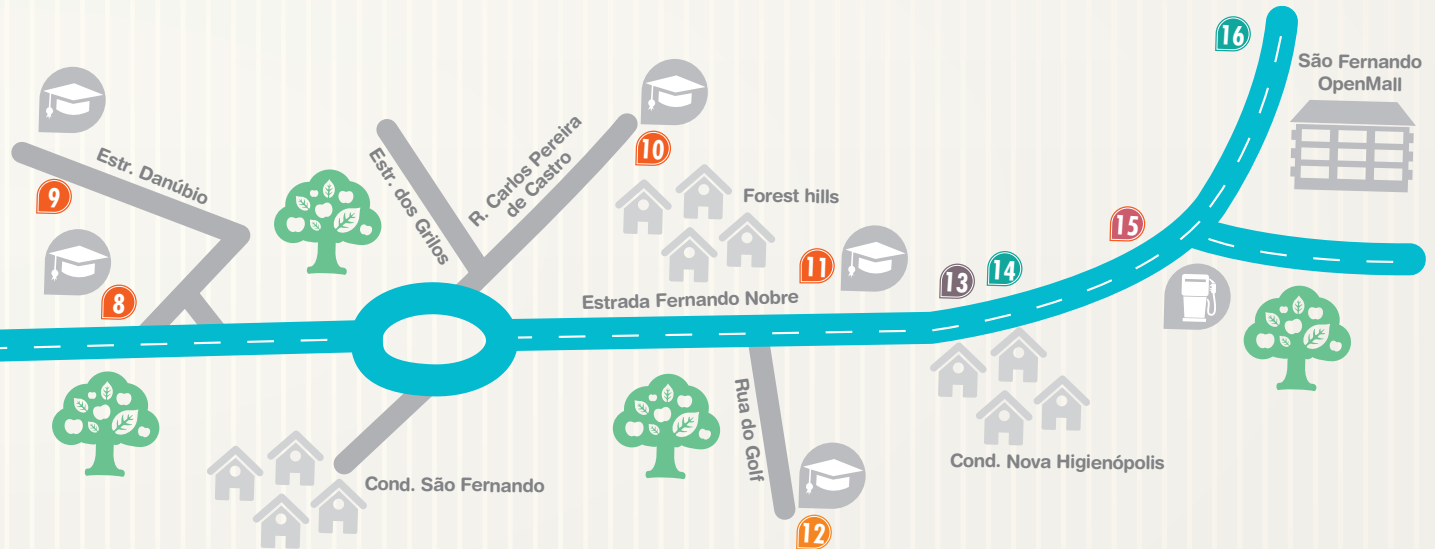 16
São Fernando
OpenMall
Estr. Danúbio
9
Estr. dos Grilos
R. Carlos Pereira
de Castro
10
Forest hills
15
8
11
13
14
Estrada Fernando Nobre
Rua do Golf
Cond. São Fernando
Cond. Nova Higienópolis
12